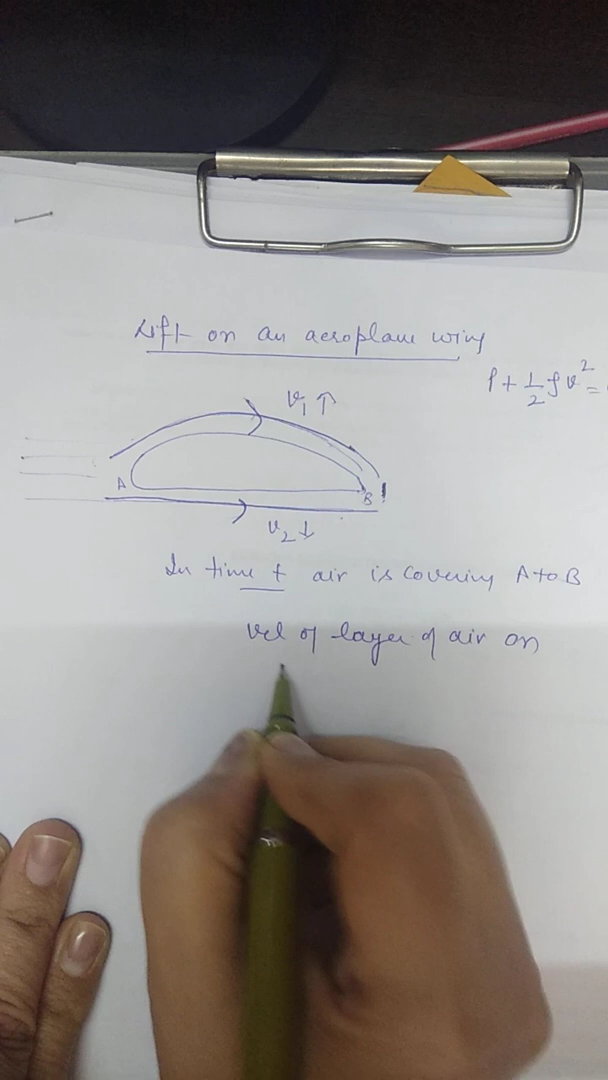 Lift on an aeroplane wing
P + 1/2 ρv² =
v₁ ↑
A
B
v₂ ↓
In time t air is covering A to B
vel of layer of air on